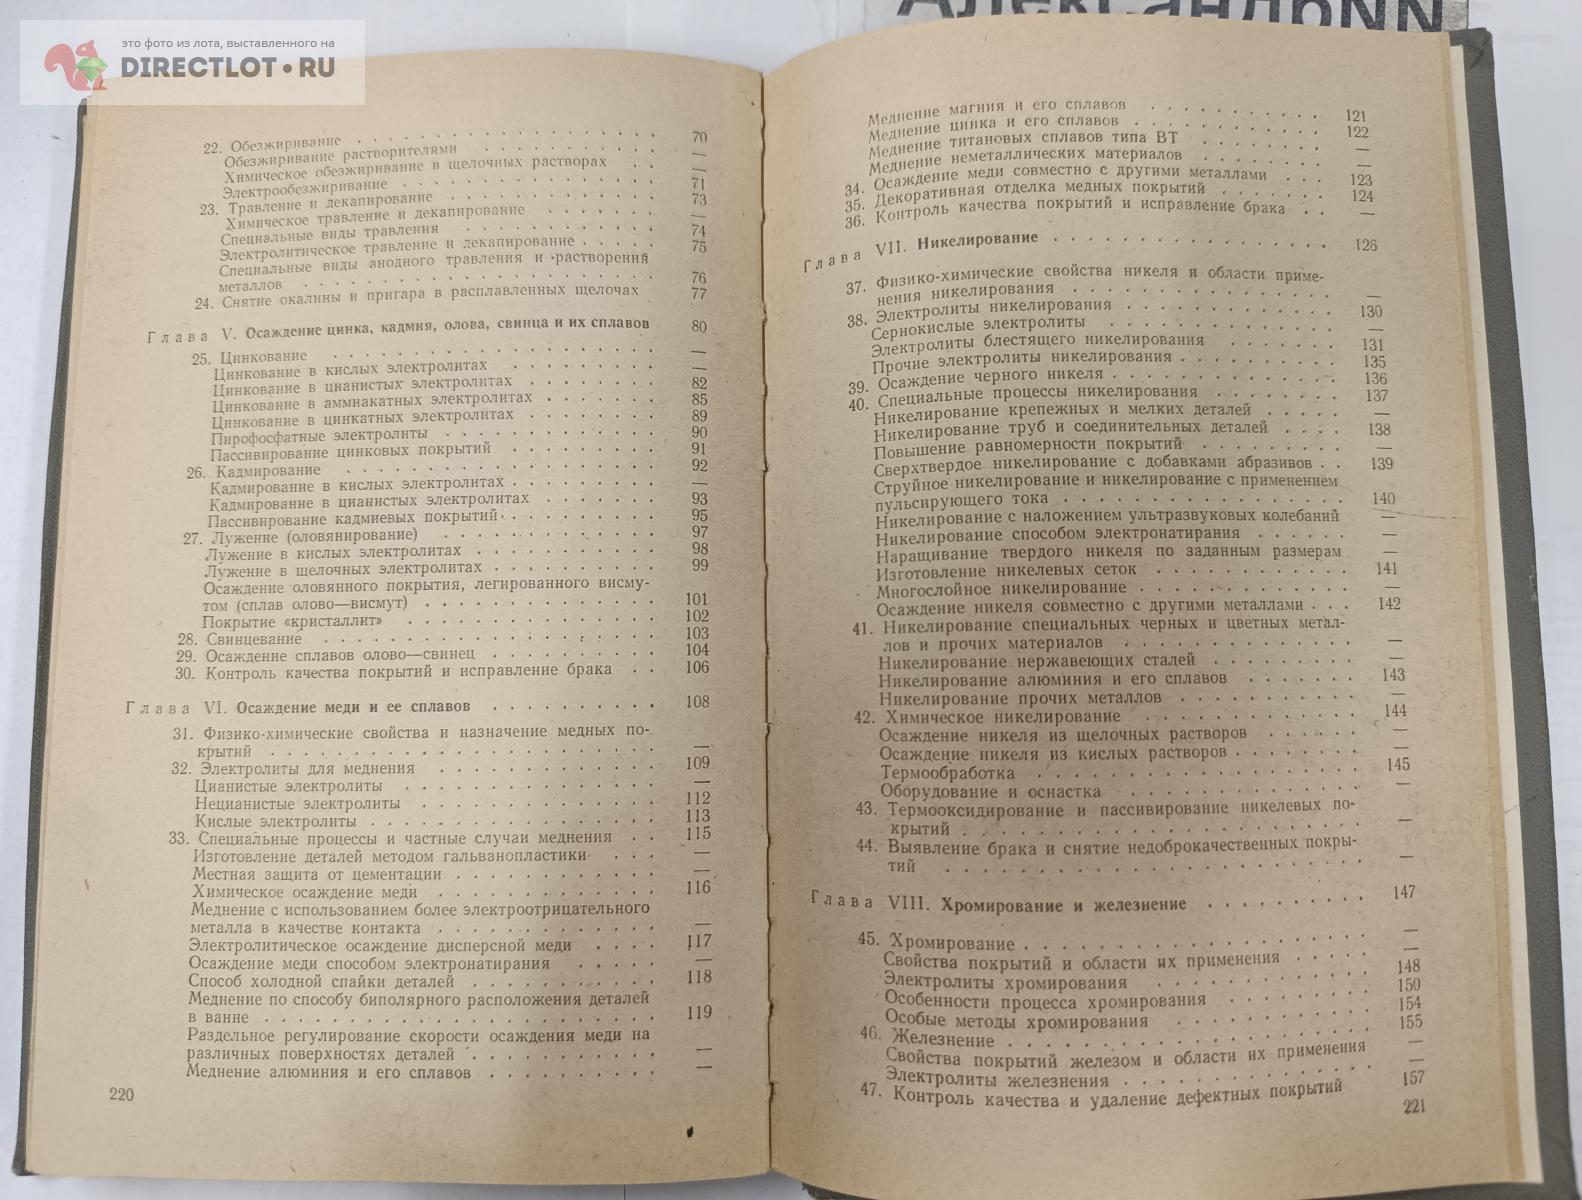 АлександрNN
это фото из лота, выставленного на
DIRECTLOT•RU
22. Обезжиривание . . . 70
Обезжиривание растворителями . . . —
Химическое обезжиривание в щелочных растворах . . —
Электрообезжиривание . . . 71
23. Травление и декапирование . . . 73
Химическое травление и декапирование . . . —
Специальные виды травления . . . 74
Электролитическое травление и декапирование . . . 75
Специальные виды анодного травления и растворения
металлов . . . 76
24. Снятие окалины и пригара в расплавленных щелочах 77
Глава V. Осаждение цинка, кадмия, олова, свинца и их сплавов 80
25. Цинкование . . . —
Цинкование в кислых электролитах . . . —
Цинкование в цианистых электролитах . . . 82
Цинкование в аммиакатных электролитах . . . 85
Цинкование в цинкатных электролитах . . . 89
Пирофосфатные электролиты . . . 90
Пассивирование цинковых покрытий . . . 91
26. Кадмирование . . . 92
Кадмирование в кислых электролитах . . . —
Кадмирование в цианистых электролитах . . . 93
Пассивирование кадмиевых покрытий . . . 95
27. Лужение (оловянирование) . . . 97
Лужение в кислых электролитах . . . 98
Лужение в щелочных электролитах . . . 99
Осаждение оловянного покрытия, легированного висму-
том (сплав олово—висмут) . . . 101
Покрытие «кристаллит» . . . 102
28. Свинцевание . . . 103
29. Осаждение сплавов олово—свинец . . . 104
30. Контроль качества покрытий и исправление брака . . 106
Глава VI. Осаждение меди и ее сплавов . . . 108
31. Физико-химические свойства и назначение медных по-
крытий . . . —
32. Электролиты для меднения . . . 109
Цианистые электролиты . . . —
Нецианистые электролиты . . . 112
Кислые электролиты . . . 113
33. Специальные процессы и частные случаи меднения . . 115
Изготовление деталей методом гальванопластики . . . —
Местная защита от цементации . . . —
Химическое осаждение меди . . . 116
Меднение с использованием более электроотрицательного
металла в качестве контакта . . . —
Электролитическое осаждение дисперсной меди . . . 117
Осаждение меди способом электронатирания . . . —
Способ холодной спайки деталей . . . 118
Меднение по способу биполярного расположения деталей
в ванне . . . 119
Раздельное регулирование скорости осаждения меди на
различных поверхностях деталей . . . —
Меднение алюминия и его сплавов . . . —
220
Меднение магния и его сплавов . . . 121
Меднение цинка и его сплавов . . . 122
Меднение титановых сплавов типа ВТ . . . —
Меднение неметаллических материалов . . . —
34. Осаждение меди совместно с другими металлами . . . 123
35. Декоративная отделка медных покрытий . . . 124
36. Контроль качества покрытий и исправление брака . . —
Глава VII. Никелирование . . . 126
37. Физико-химические свойства никеля и области приме-
нения никелирования . . . —
38. Электролиты никелирования . . . 130
Сернокислые электролиты . . . —
Электролиты блестящего никелирования . . . 131
Прочие электролиты никелирования . . . 135
39. Осаждение черного никеля . . . 136
40. Специальные процессы никелирования . . . 137
Никелирование крепежных и мелких деталей . . . —
Никелирование труб и соединительных деталей . . . 138
Повышение равномерности покрытий . . . —
Сверхтвердое никелирование с добавками абразивов . . 139
Струйное никелирование и никелирование с применением
пульсирующего тока . . . 140
Никелирование с наложением ультразвуковых колебаний —
Никелирование способом электронатирания . . . —
Наращивание твердого никеля по заданным размерам . —
Изготовление никелевых сеток . . . 141
Многослойное никелирование . . . —
Осаждение никеля совместно с другими металлами . . . 142
41. Никелирование специальных черных и цветных метал-
лов и прочих материалов . . . —
Никелирование нержавеющих сталей . . . —
Никелирование алюминия и его сплавов . . . 143
Никелирование прочих металлов . . . —
42. Химическое никелирование . . . 144
Осаждение никеля из щелочных растворов . . . —
Осаждение никеля из кислых растворов . . . —
Термообработка . . . 145
Оборудование и оснастка . . . —
43. Термооксидирование и пассивирование никелевых по-
крытий . . . —
44. Выявление брака и снятие недоброкачественных покры-
тий . . . —
Глава VIII. Хромирование и железнение . . . 147
45. Хромирование . . . —
Свойства покрытий и области их применения . . . —
Электролиты хромирования . . . 148
Особенности процесса хромирования . . . 150
Особые методы хромирования . . . 154
46. Железнение . . . 155
Свойства покрытий железом и области их применения —
Электролиты железнения . . . —
47. Контроль качества и удаление дефектных покрытий 157
221